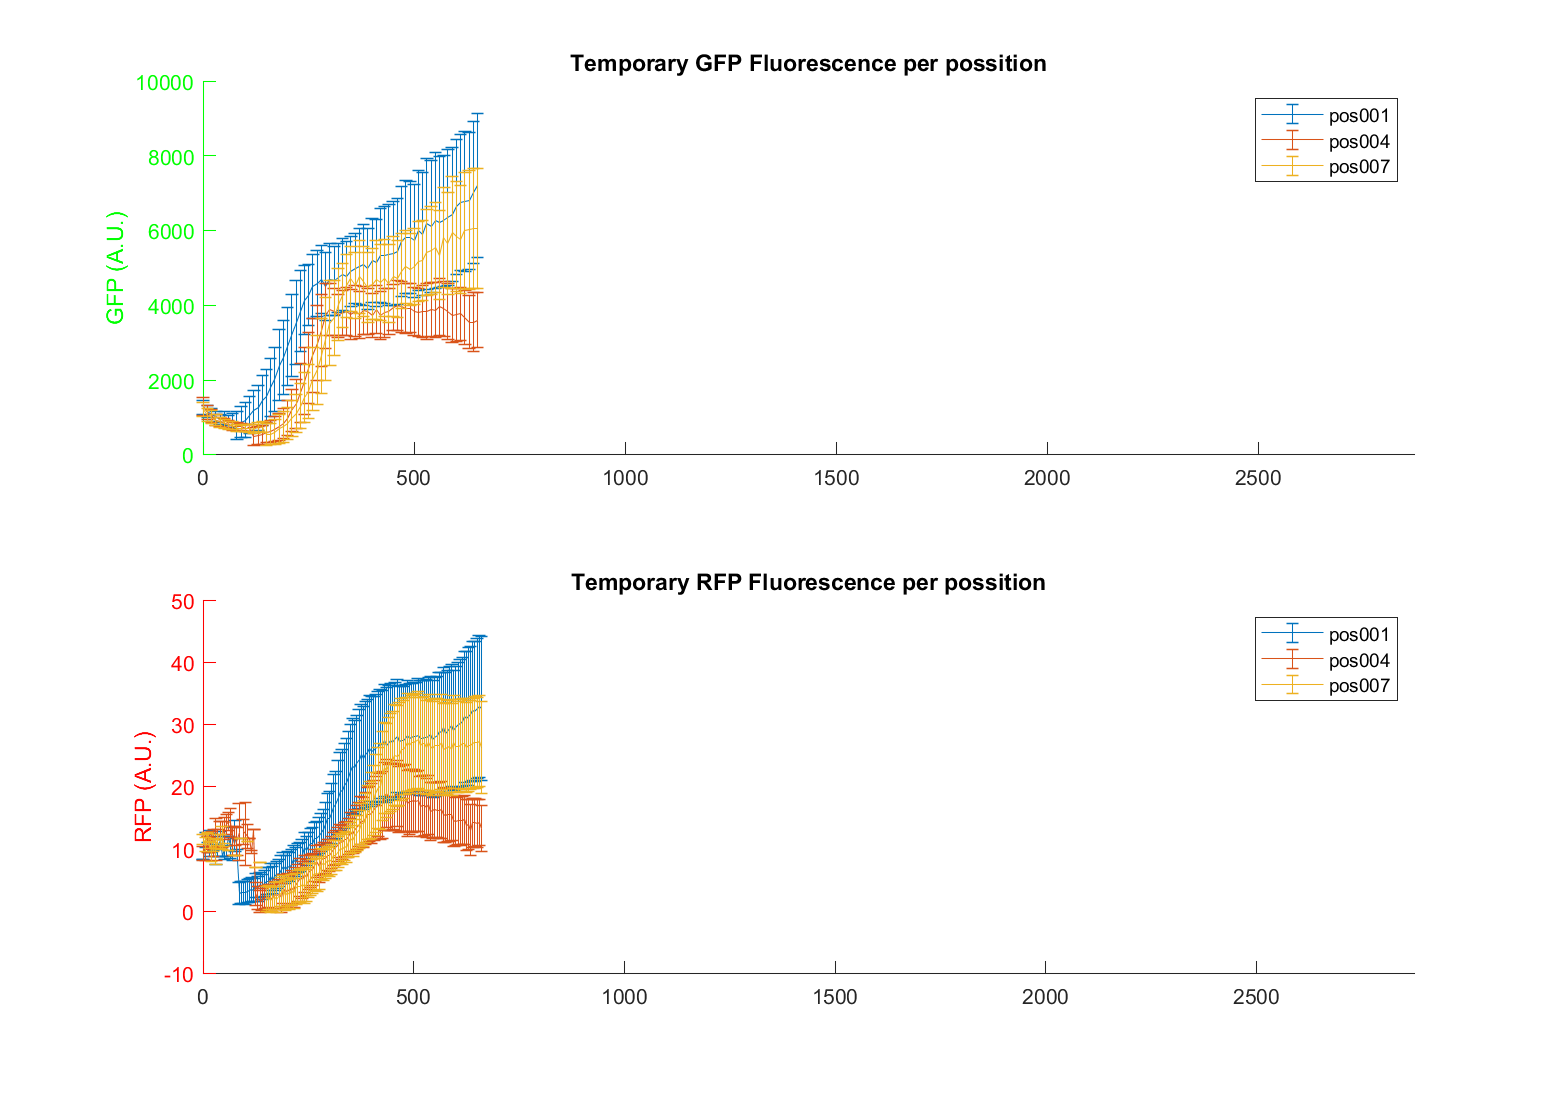 Temporary GFP Fluorescence per possition
10000
8000
6000
4000
2000
0
GFP (A.U.)
0 500 1000 1500 2000 2500
pos001
pos004
pos007
Temporary RFP Fluorescence per possition
50
40
30
20
10
0
-10
RFP (A.U.)
0 500 1000 1500 2000 2500
pos001
pos004
pos007